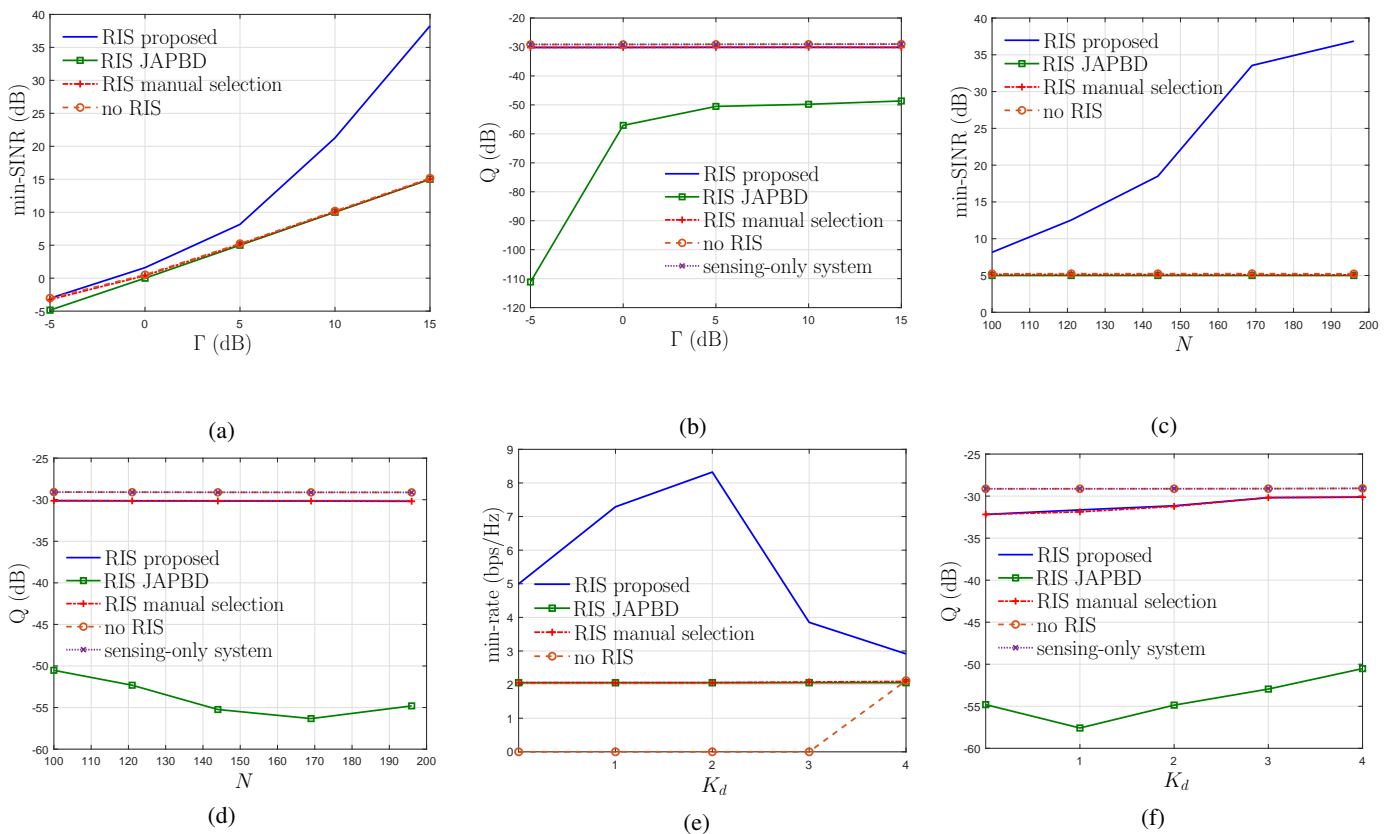 min-SINR (dB)
40
35
30
25
20
15
10
5
0
-5
RIS proposed
RIS JAPBD
RIS manual selection
no RIS
-5 0 5 10 15
Γ (dB)
(a)
Q (dB)
-20
-30
-40
-50
-60
-70
-80
-90
-100
-110
-120
RIS proposed
RIS JAPBD
RIS manual selection
no RIS
sensing-only system
-5 0 5 10 15
Γ (dB)
(b)
min-SINR (dB)
40
35
30
25
20
15
10
5
0
RIS proposed
RIS JAPBD
RIS manual selection
no RIS
100 110 120 130 140 150 160 170 180 190 200
N
(c)
Q (dB)
-25
-30
-35
-40
-45
-50
-55
-60
RIS proposed
RIS JAPBD
RIS manual selection
no RIS
sensing-only system
100 110 120 130 140 150 160 170 180 190 200
N
(d)
min-rate (bps/Hz)
9
8
7
6
5
4
3
2
1
0
RIS proposed
RIS JAPBD
RIS manual selection
no RIS
1 2 3 4
K_d
(e)
Q (dB)
-25
-30
-35
-40
-45
-50
-55
-60
RIS proposed
RIS JAPBD
RIS manual selection
no RIS
sensing-only system
1 2 3 4
K_d
(f)